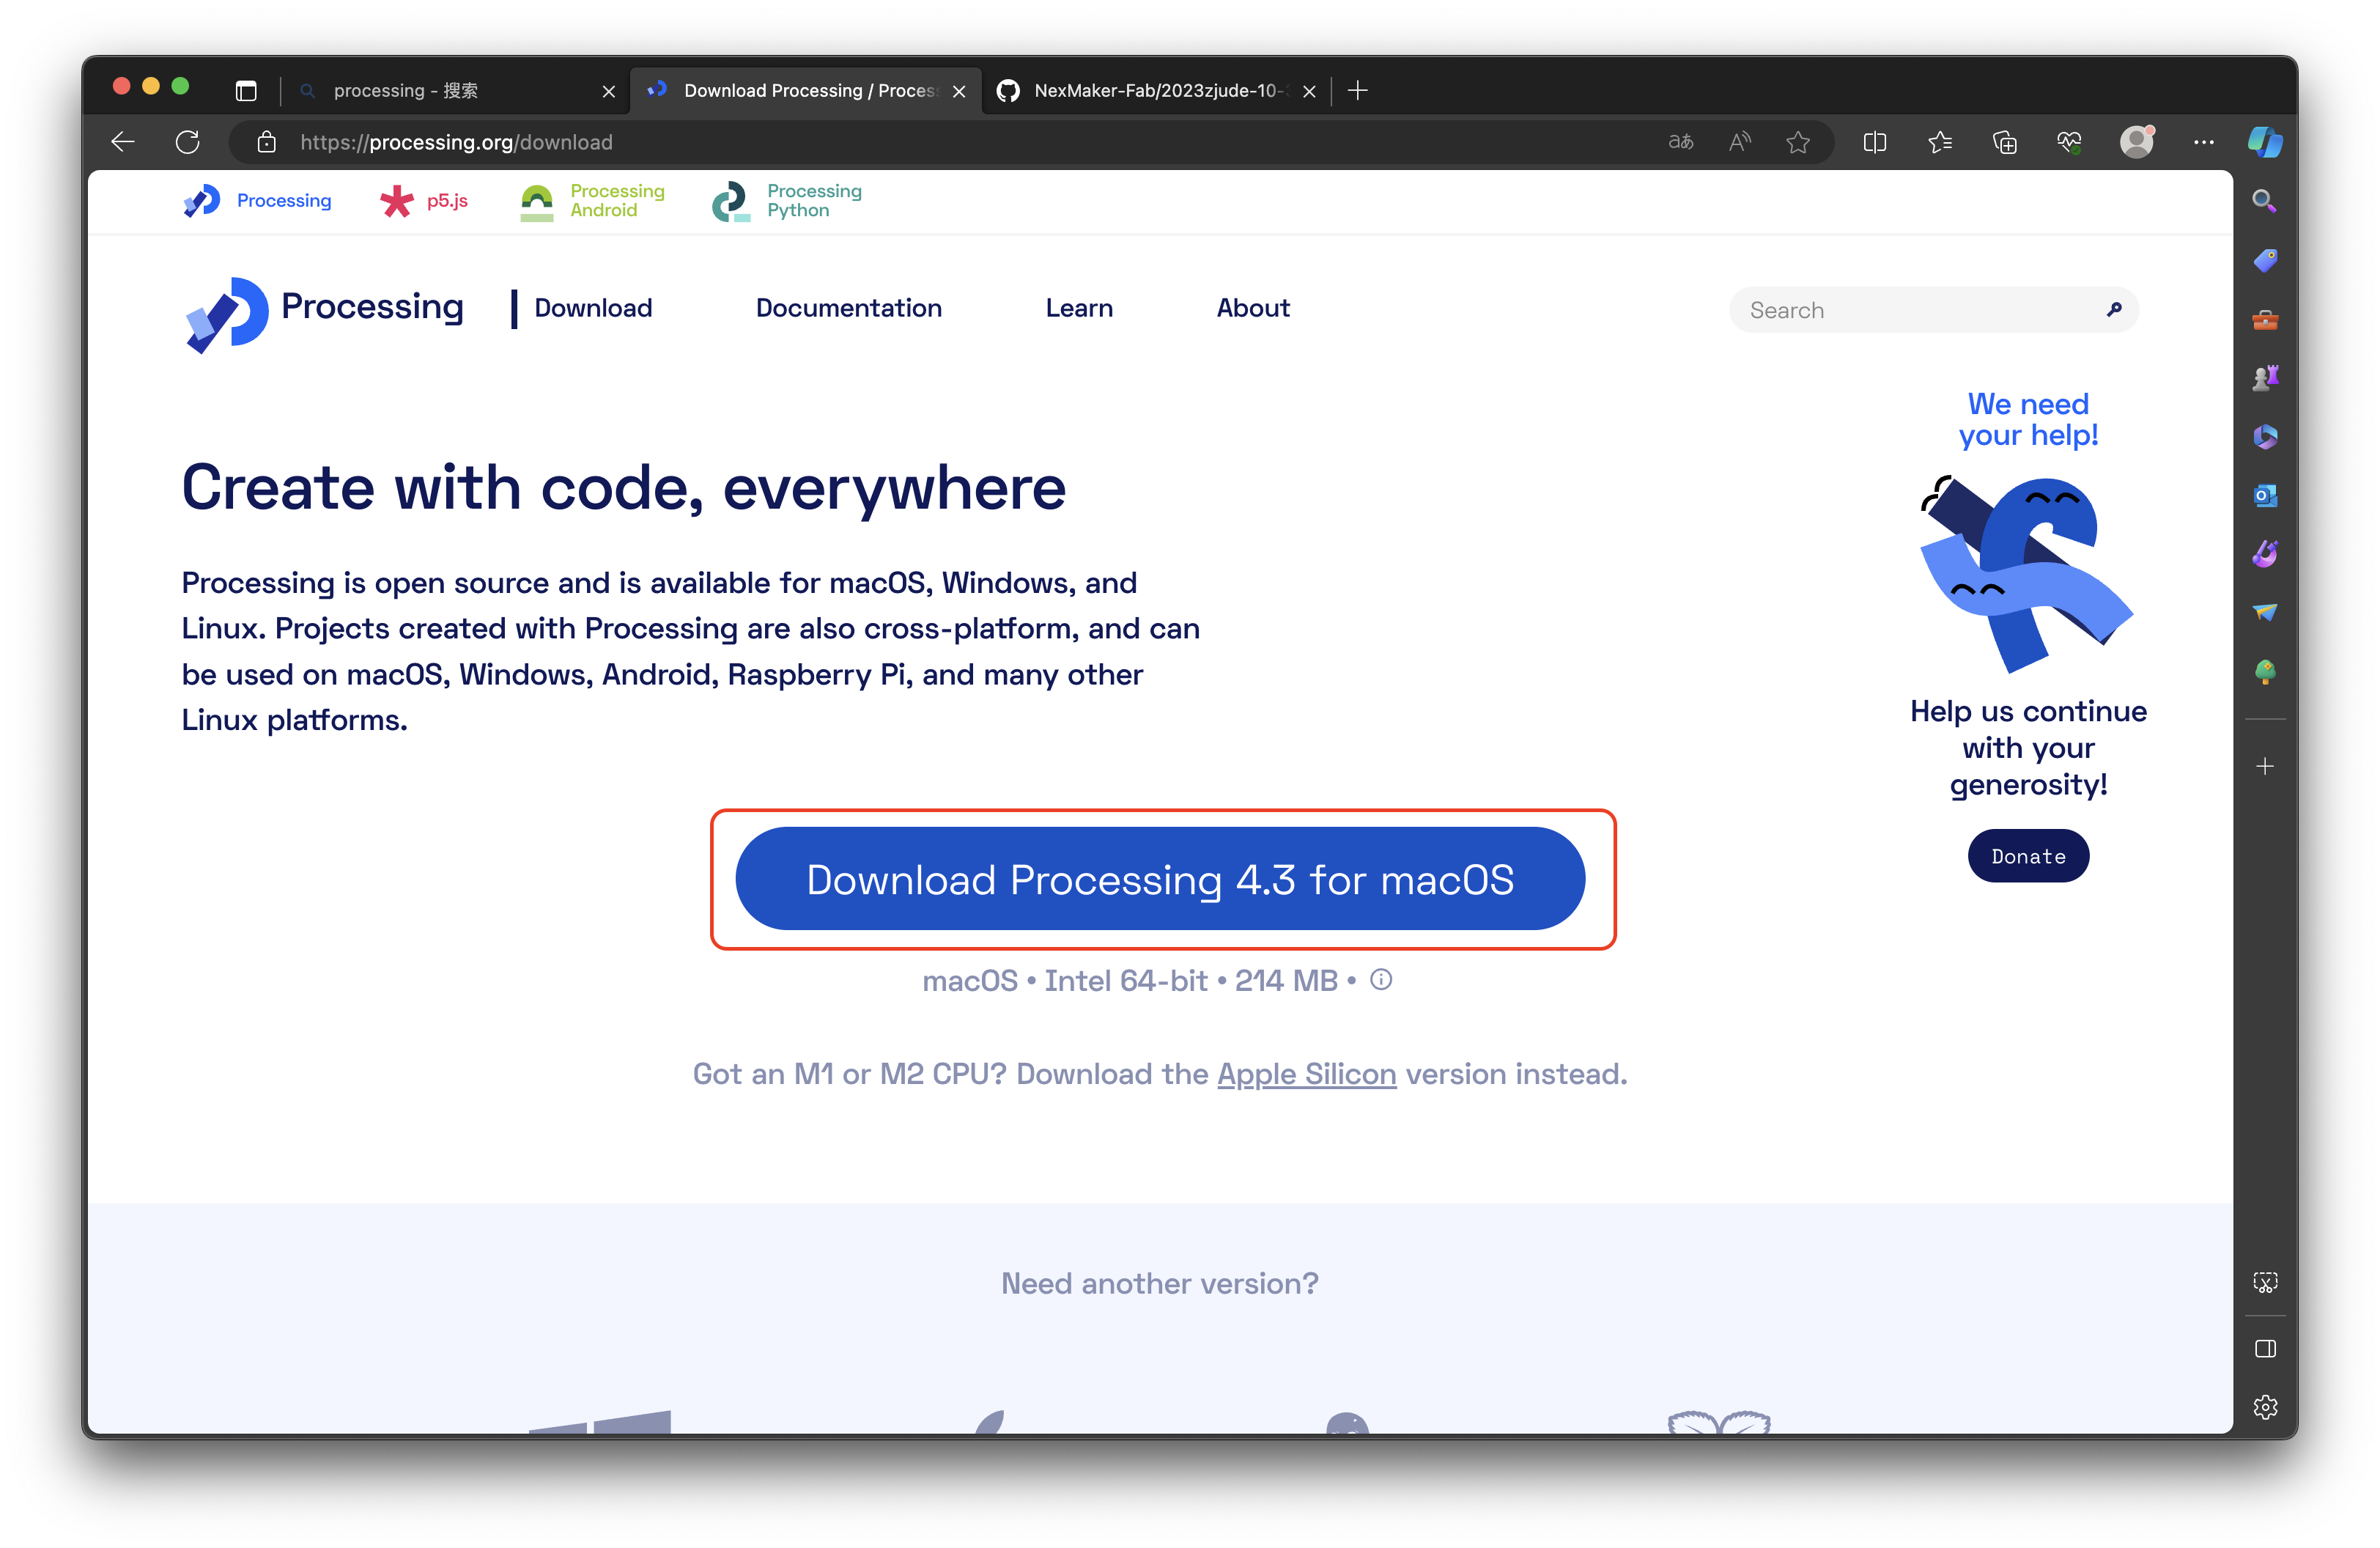 processing - 搜索
Download Processing / Proces
NexMaker-Fab/2023zjude-10-
https://processing.org/download
Processing
p5.js
Processing
Android
Processing
Python
Processing
Download
Documentation
Learn
About
Search
We need
your help!
Create with code, everywhere
Processing is open source and is available for macOS, Windows, and
Linux. Projects created with Processing are also cross-platform, and can
be used on macOS, Windows, Android, Raspberry Pi, and many other
Linux platforms.
Help us continue
with your
generosity!
Donate
Download Processing 4.3 for macOS
macOS • Intel 64-bit • 214 MB •
Got an M1 or M2 CPU? Download the Apple Silicon version instead.
Need another version?